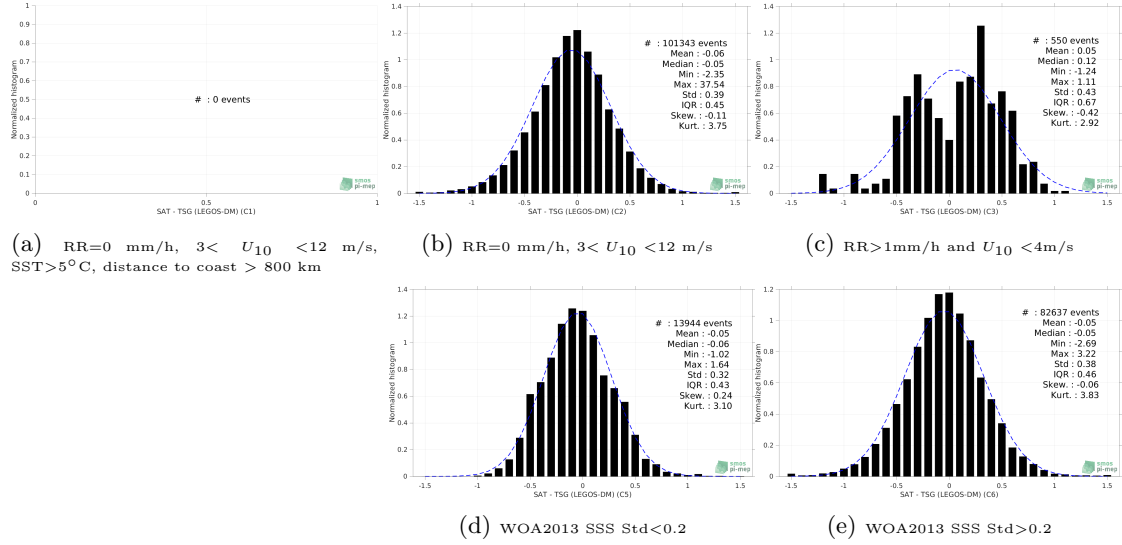 1
0.9
0.8
0.7
0.6
0.5
0.4
0.3
0.2
0.1
0
Normalized histogram
# : 0 events
0 0.5 1
SAT - TSG (LEGOS-DM) (C1)
smos
pi-mep
(a) RR=0 mm/h, 3< U10 <12 m/s,
SST>5°C, distance to coast > 800 km
1.4
1.2
1
0.8
0.6
0.4
0.2
0
Normalized histogram
# : 101343 events
Mean : -0.06
Median : -0.05
Min : -2.35
Max : 37.54
Std : 0.39
IQR : 0.45
Skew. : -0.11
Kurt. : 3.75
-1.5 -1 -0.5 0 0.5 1 1.5
SAT - TSG (LEGOS-DM) (C2)
smos
pi-mep
(b) RR=0 mm/h, 3< U10 <12 m/s
1.4
1.2
1
0.8
0.6
0.4
0.2
0
Normalized histogram
# : 550 events
Mean : 0.05
Median : 0.12
Min : -1.24
Max : 1.11
Std : 0.43
IQR : 0.67
Skew. : -0.42
Kurt. : 2.92
-1.5 -1 -0.5 0 0.5 1 1.5
SAT - TSG (LEGOS-DM) (C3)
smos
pi-mep
(c) RR>1mm/h and U10 <4m/s
1.4
1.2
1
0.8
0.6
0.4
0.2
0
Normalized histogram
# : 13944 events
Mean : -0.05
Median : -0.06
Min : -1.02
Max : 1.64
Std : 0.32
IQR : 0.43
Skew. : 0.24
Kurt. : 3.10
-1.5 -1 -0.5 0 0.5 1 1.5
SAT - TSG (LEGOS-DM) (C5)
smos
pi-mep
(d) WOA2013 SSS Std<0.2
1.2
1
0.8
0.6
0.4
0.2
0
Normalized histogram
# : 82637 events
Mean : -0.05
Median : -0.05
Min : -2.69
Max : 3.22
Std : 0.38
IQR : 0.46
Skew. : -0.06
Kurt. : 3.83
-1.5 -1 -0.5 0 0.5 1 1.5
SAT - TSG (LEGOS-DM) (C6)
smos
pi-mep
(e) WOA2013 SSS Std>0.2